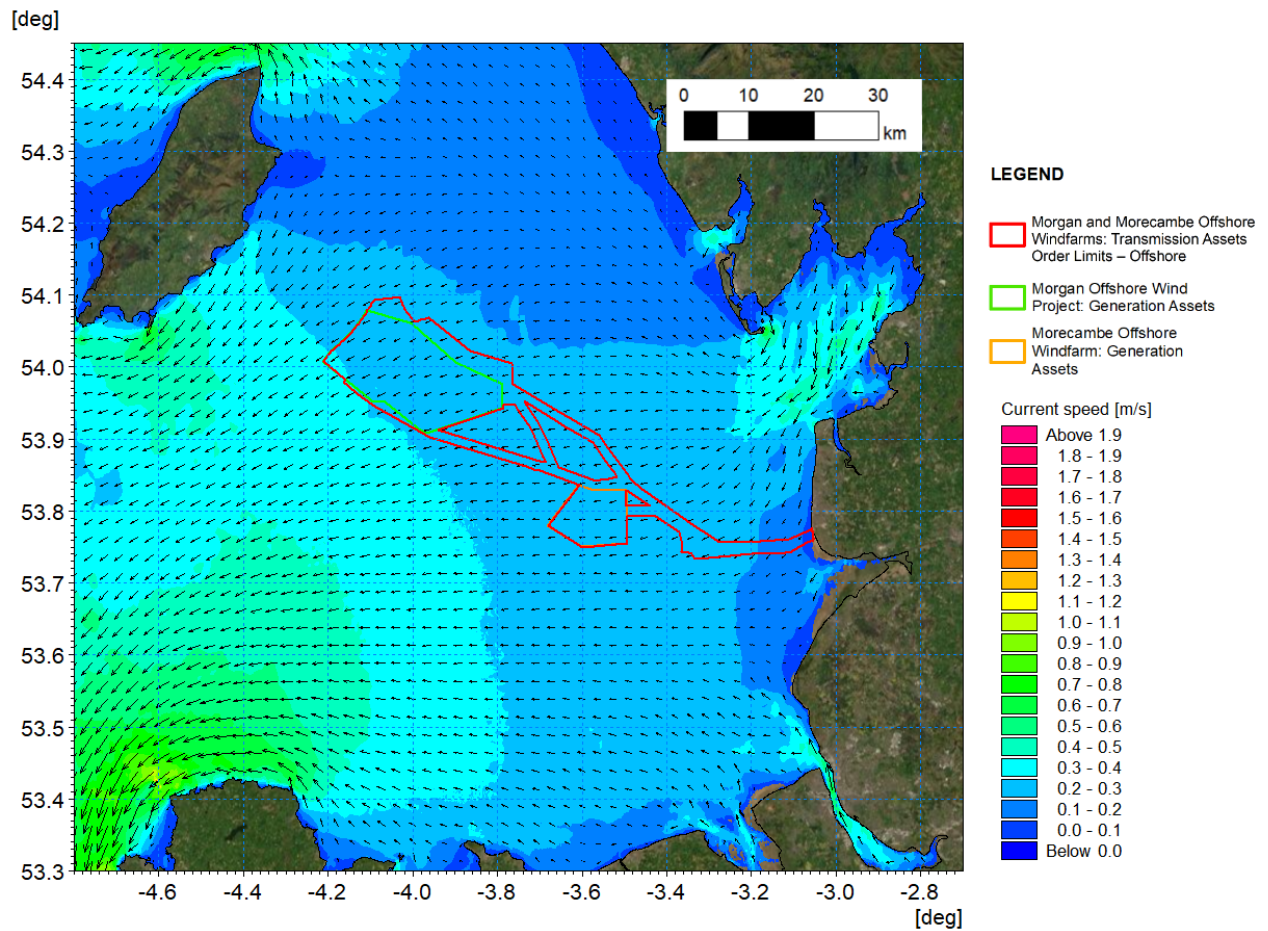 [deg]
54.4
54.3
54.2
54.1
54.0
53.9
53.8
53.7
53.6
53.5
53.4
53.3
-4.6 -4.4 -4.2 -4.0 -3.8 -3.6 -3.4 -3.2 -3.0 -2.8
[deg]
0 10 20 30
km
LEGEND
Morgan and Morecambe Offshore
Windfarms: Transmission Assets
Order Limits – Offshore
Morgan Offshore Wind
Project: Generation Assets
Morecambe Offshore
Windfarm: Generation
Assets
Current speed [m/s]
Above 1.9
1.8 - 1.9
1.7 - 1.8
1.6 - 1.7
1.5 - 1.6
1.4 - 1.5
1.3 - 1.4
1.2 - 1.3
1.1 - 1.2
1.0 - 1.1
0.9 - 1.0
0.8 - 0.9
0.7 - 0.8
0.6 - 0.7
0.5 - 0.6
0.4 - 0.5
0.3 - 0.4
0.2 - 0.3
0.1 - 0.2
0.0 - 0.1
Below 0.0